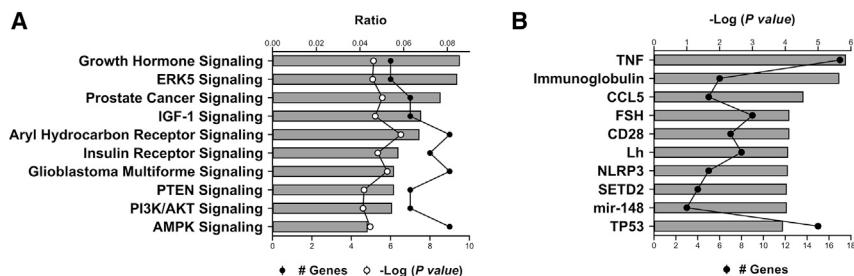 A
Ratio
0.00 0.02 0.04 0.06 0.08
Growth Hormone Signaling
ERK5 Signaling
Prostate Cancer Signaling
IGF-1 Signaling
Aryl Hydrocarbon Receptor Signaling
Insulin Receptor Signaling
Glioblastoma Multiforme Signaling
PTEN Signaling
PI3K/AKT Signaling
AMPK Signaling
0 2 4 6 8 10
# Genes -Log (P value)
B
-Log (P value)
0 1 2 3 4 5 6
TNF
Immunoglobulin
CCL5
FSH
CD28
Lh
NLRP3
SETD2
mir-148
TP53
0 2 4 6 8 10 12 14 16 18
# Genes